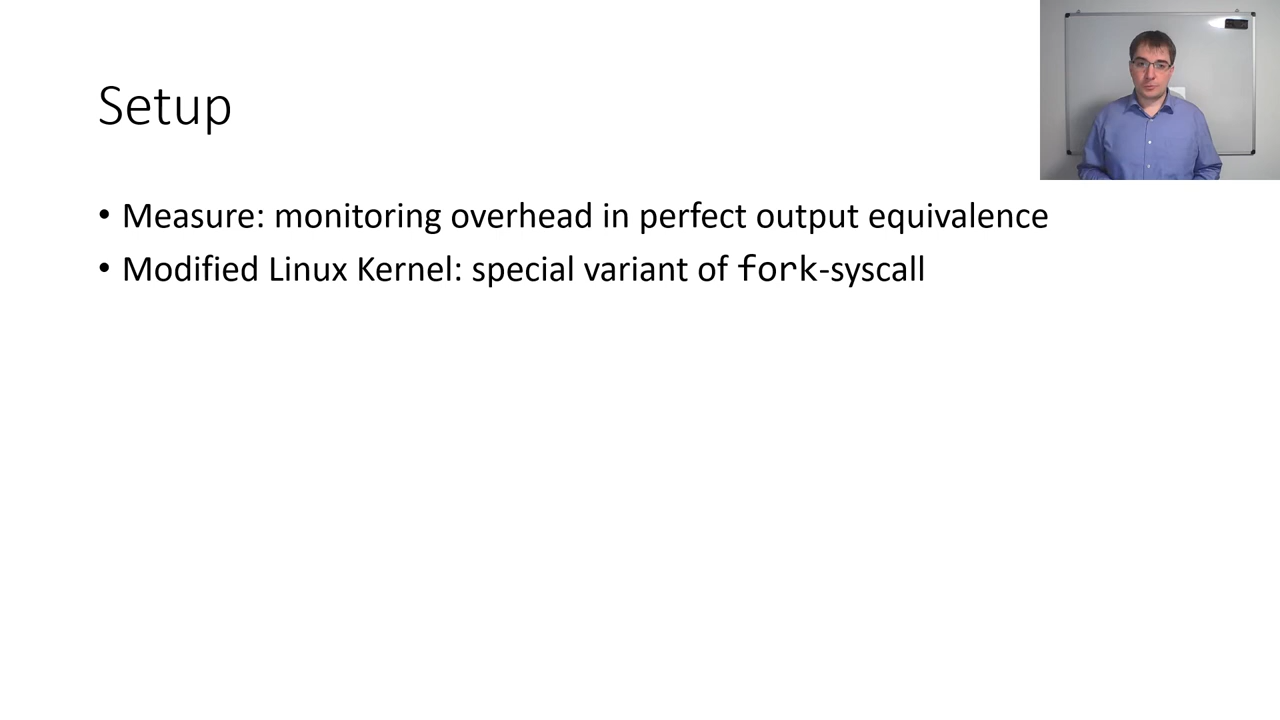 Setup
• Measure: monitoring overhead in perfect output equivalence
• Modified Linux Kernel: special variant of fork-syscall